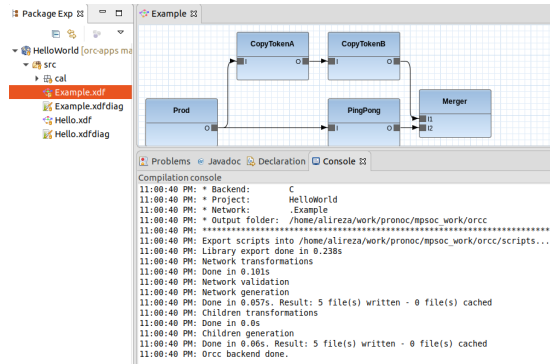 Package Exp
HelloWorld [orc-apps ma
src
cal
Example.xdf
Example.xdfdiag
Hello.xdf
Hello.xdfdiag
Example
CopyTokenA
I O
CopyTokenB
I O
Prod
O
PingPong
I O
Merger
I1
I2
Problems Javadoc Declaration Console
Compilation console
11:00:40 PM: * Backend: C
11:00:40 PM: * Project: HelloWorld
11:00:40 PM: * Network: .Example
11:00:40 PM: * Output folder: /home/alireza/work/pronoc/mpsoc_work/orcc
11:00:40 PM: **********************************************************************
11:00:40 PM: Export scripts into /home/alireza/work/pronoc/mpsoc_work/orcc/scripts...
11:00:40 PM: Library export done in 0.238s
11:00:40 PM: Network transformations
11:00:40 PM: Done in 0.101s
11:00:40 PM: Network validation
11:00:40 PM: Network generation
11:00:40 PM: Done in 0.057s. Result: 5 file(s) written - 0 file(s) cached
11:00:40 PM: Children transformations
11:00:40 PM: Done in 0.0s
11:00:40 PM: Children generation
11:00:40 PM: Done in 0.06s. Result: 5 file(s) written - 0 file(s) cached
11:00:40 PM: Orcc backend done.